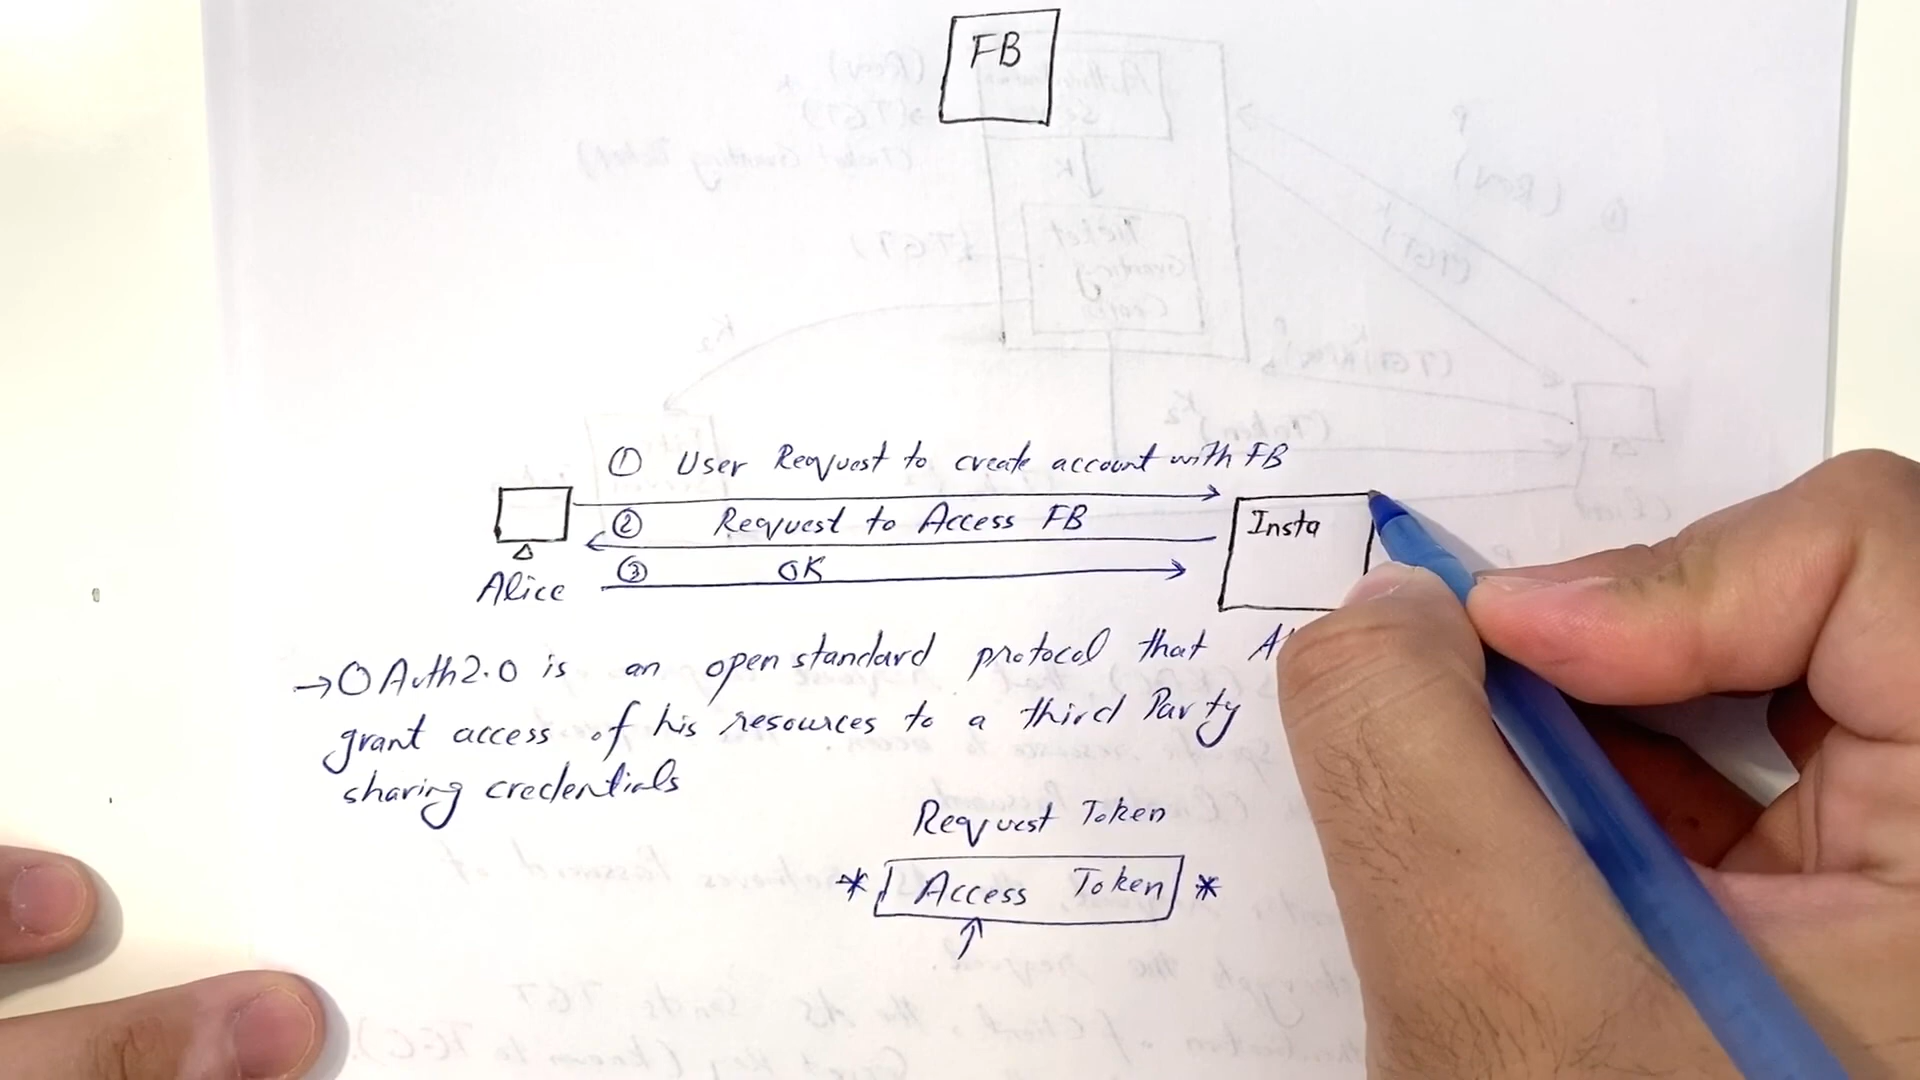 FB
① User Request to create account with FB
② Request to Access FB
Insta
③ OK
Alice
→ OAuth2.0 is an open standard protocol that
grant access of his resources to a third Party
sharing credentials
Request Token
* Access Token *